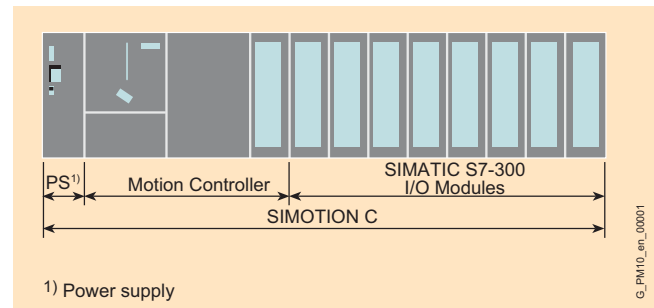 PS1)
Motion Controller
SIMATIC S7-300
I/O Modules
SIMOTION C
1) Power supply
G_PM10_en_00001